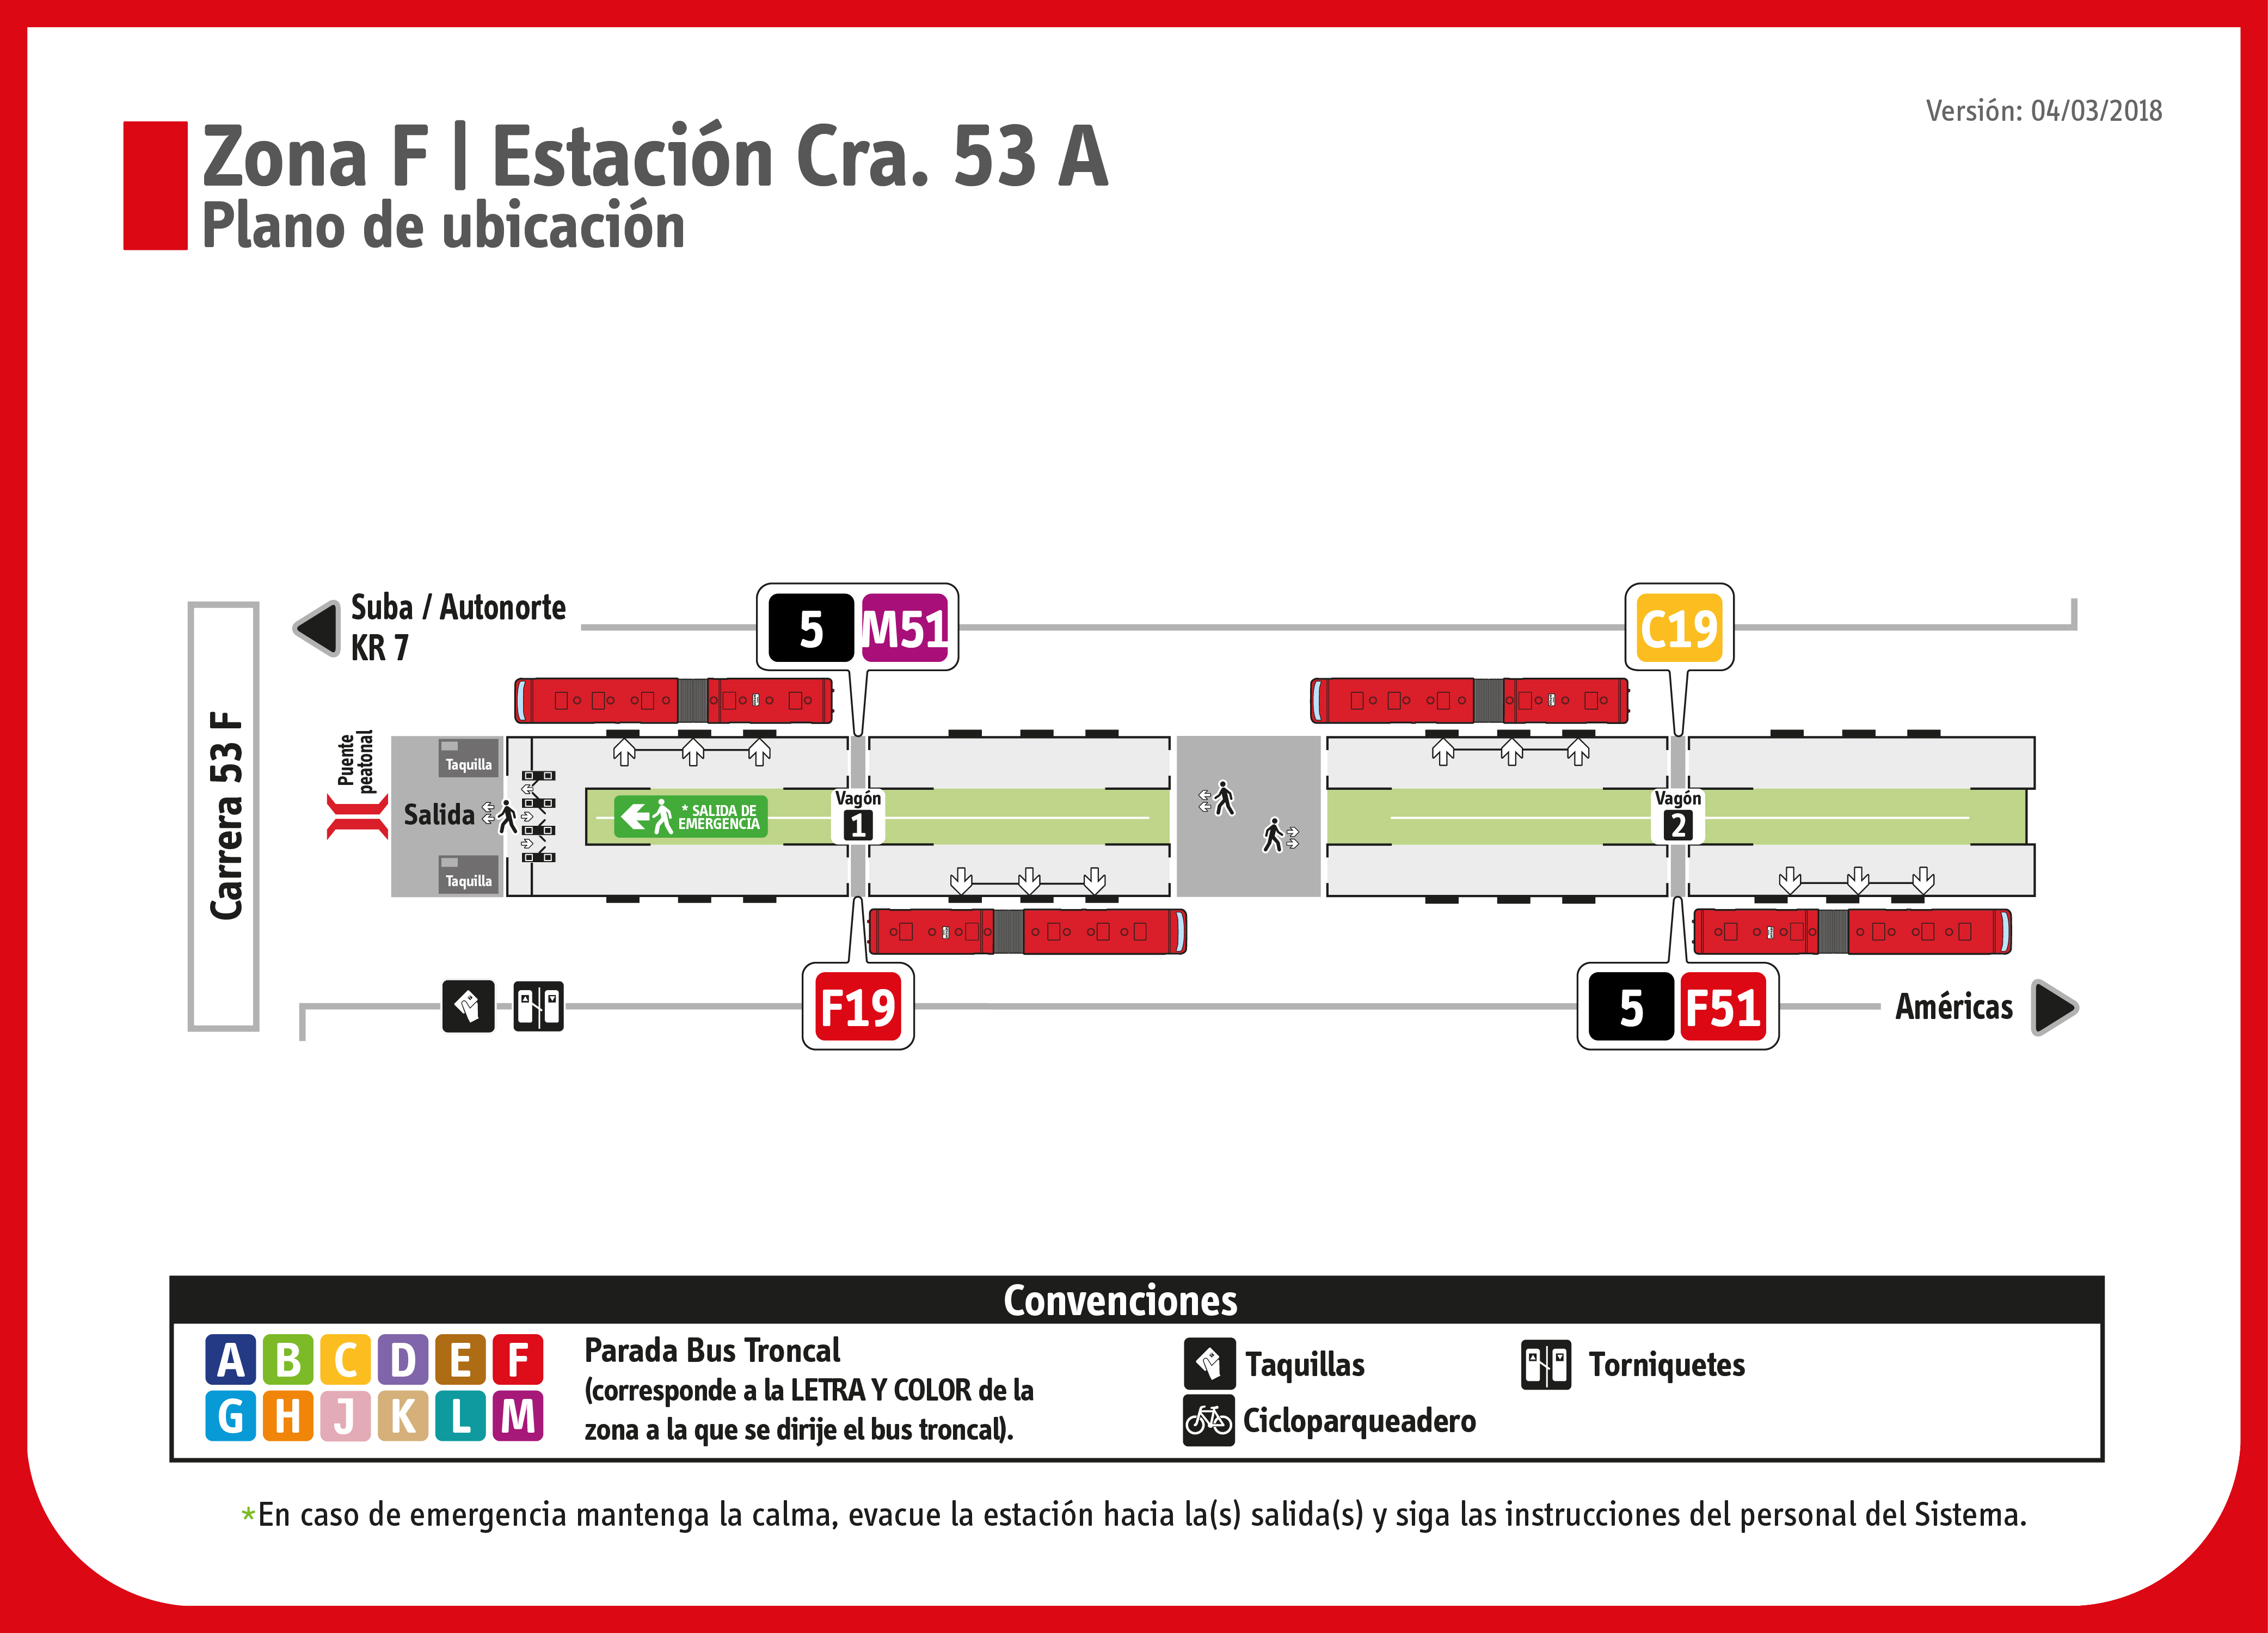 Versión: 04/03/2018
Zona F | Estación Cra. 53 A
Plano de ubicación
Suba / Autonorte
KR 7
5 M51
C19
Carrera 53 F
Puente
peatonal
Taquilla
Salida
Taquilla
* SALIDA DE
EMERGENCIA
Vagón
1
Vagón
2
F19
5 F51
Américas
Convenciones
A B C D E F
G H J K L M
Parada Bus Troncal
(corresponde a la LETRA Y COLOR de la
zona a la que se dirije el bus troncal).
Taquillas
Torniquetes
Cicloparqueadero
*En caso de emergencia mantenga la calma, evacue la estación hacia la(s) salida(s) y siga las instrucciones del personal del Sistema.